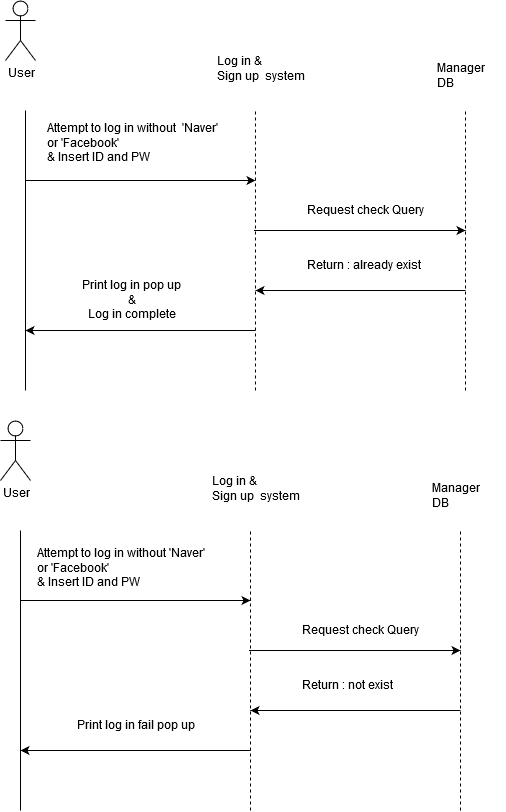 User
Log in &
Sign up  system
Manager
DB
Attempt to log in without  'Naver'
or 'Facebook'
& Insert ID and PW
Request check Query
Return : already exist
Print log in pop up
&
Log in complete
User
Log in &
Sign up  system
Manager
DB
Attempt to log in without 'Naver'
or 'Facebook'
& Insert ID and PW
Request check Query
Return : not exist
Print log in fail pop up